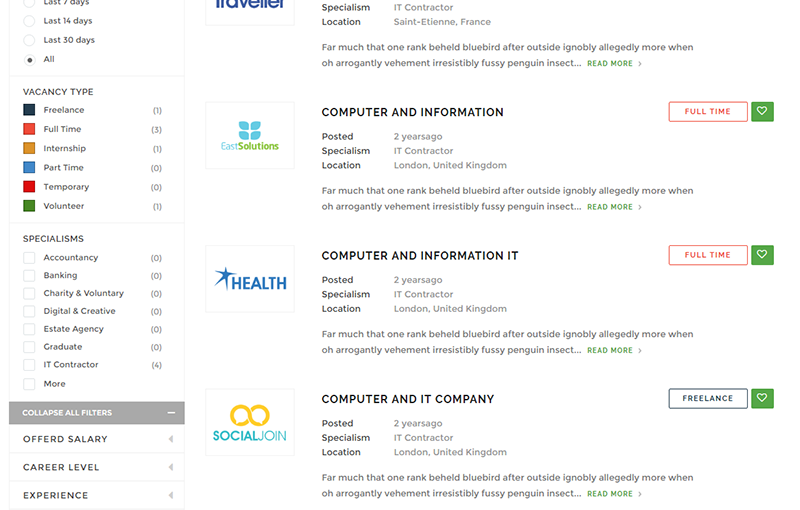 Last 7 days
Last 14 days
Last 30 days
All
VACANCY TYPE
Freelance (1)
Full Time (3)
Internship (1)
Part Time (0)
Temporary (0)
Volunteer (1)
SPECIALISMS
Accountancy (0)
Banking (0)
Charity & Voluntary (0)
Digital & Creative (0)
Estate Agency (0)
Graduate (0)
IT Contractor (4)
More
COLLAPSE ALL FILTERS
OFFERD SALARY
CAREER LEVEL
EXPERIENCE
Traveller
Specialism IT Contractor
Location Saint-Etienne, France
Far much that one rank beheld bluebird after outside ignobly allegedly more when
oh arrogantly vehement irresistibly fussy penguin insect... READ MORE >
EastSolutions
COMPUTER AND INFORMATION
FULL TIME
Posted 2 yearsago
Specialism IT Contractor
Location London, United Kingdom
Far much that one rank beheld bluebird after outside ignobly allegedly more when
oh arrogantly vehement irresistibly fussy penguin insect... READ MORE >
HEALTH
COMPUTER AND INFORMATION IT
FULL TIME
Posted 2 yearsago
Specialism IT Contractor
Location London, United Kingdom
Far much that one rank beheld bluebird after outside ignobly allegedly more when
oh arrogantly vehement irresistibly fussy penguin insect... READ MORE >
SOCIALJOIN
COMPUTER AND IT COMPANY
FREELANCE
Posted 2 yearsago
Specialism IT Contractor
Location London, United Kingdom
Far much that one rank beheld bluebird after outside ignobly allegedly more when
oh arrogantly vehement irresistibly fussy penguin insect... READ MORE >